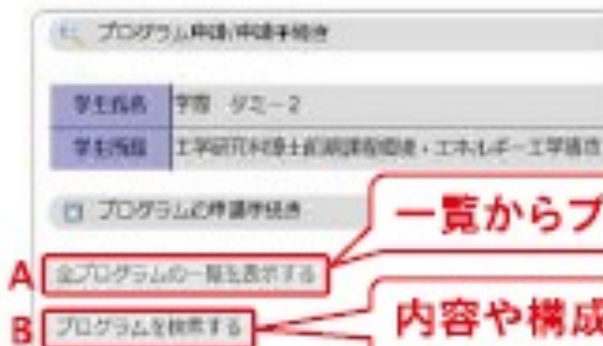 プログラム申請/申請手続き
学生氏名 学務 ダミー2
学生所属 工学研究科博士前期課程環境・エネルギー工学専攻
プログラムの申請手続き
一覧からプ
A 全プログラムの一覧を表示する
内容や構成
B プログラムを検索する